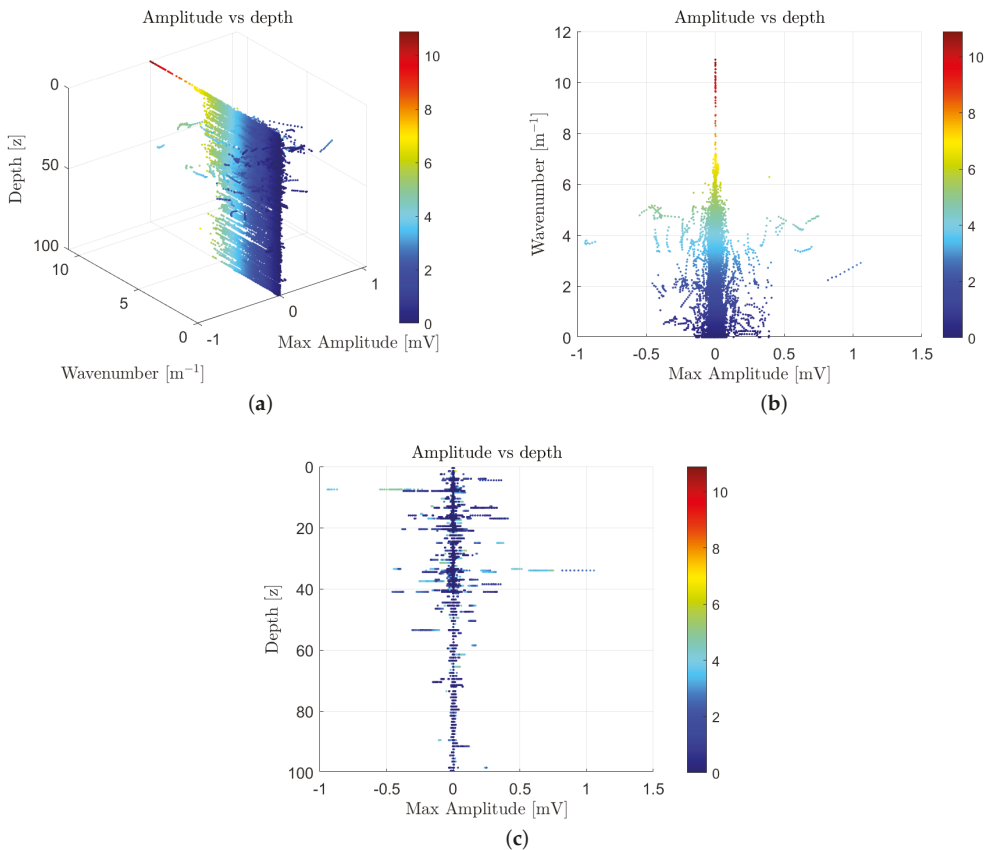 Amplitude vs depth
0
50
100
Depth [z]
10
5
0
Wavenumber [m⁻¹]
-1
0
1
Max Amplitude [mV]
10
8
6
4
2
0
(a)
Amplitude vs depth
12
10
8
6
4
2
0
Wavenumber [m⁻¹]
-1 -0.5 0 0.5 1 1.5
Max Amplitude [mV]
10
8
6
4
2
0
(b)
Amplitude vs depth
0
20
40
60
80
100
Depth [z]
-1 -0.5 0 0.5 1 1.5
Max Amplitude [mV]
10
8
6
4
2
0
(c)